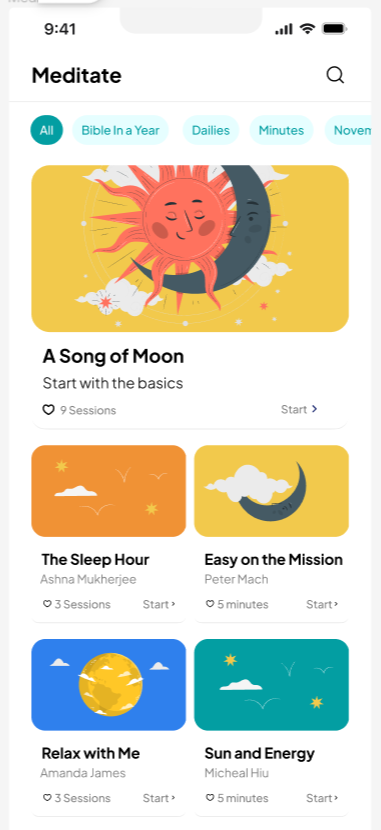 9:41
Meditate
All
Bible In a Year
Dailies
Minutes
Novem
A Song of Moon
Start with the basics
9 Sessions
Start
The Sleep Hour
Ashna Mukherjee
3 Sessions
Start
Easy on the Mission
Peter Mach
5 minutes
Start
Relax with Me
Amanda James
3 Sessions
Start
Sun and Energy
Micheal Hiu
5 minutes
Start